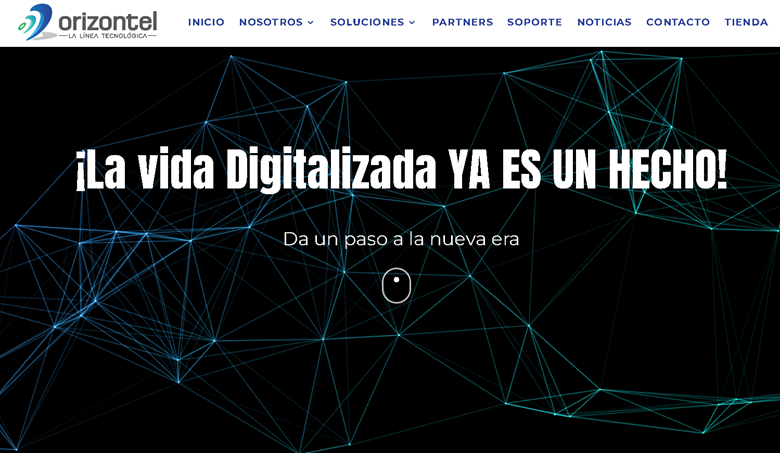 orizontel
LA LÍNEA TECNOLÓGICA
INICIO NOSOTROS SOLUCIONES PARTNERS SOPORTE NOTICIAS CONTACTO TIENDA
¡La vida Digitalizada YA ES UN HECHO!
Da un paso a la nueva era